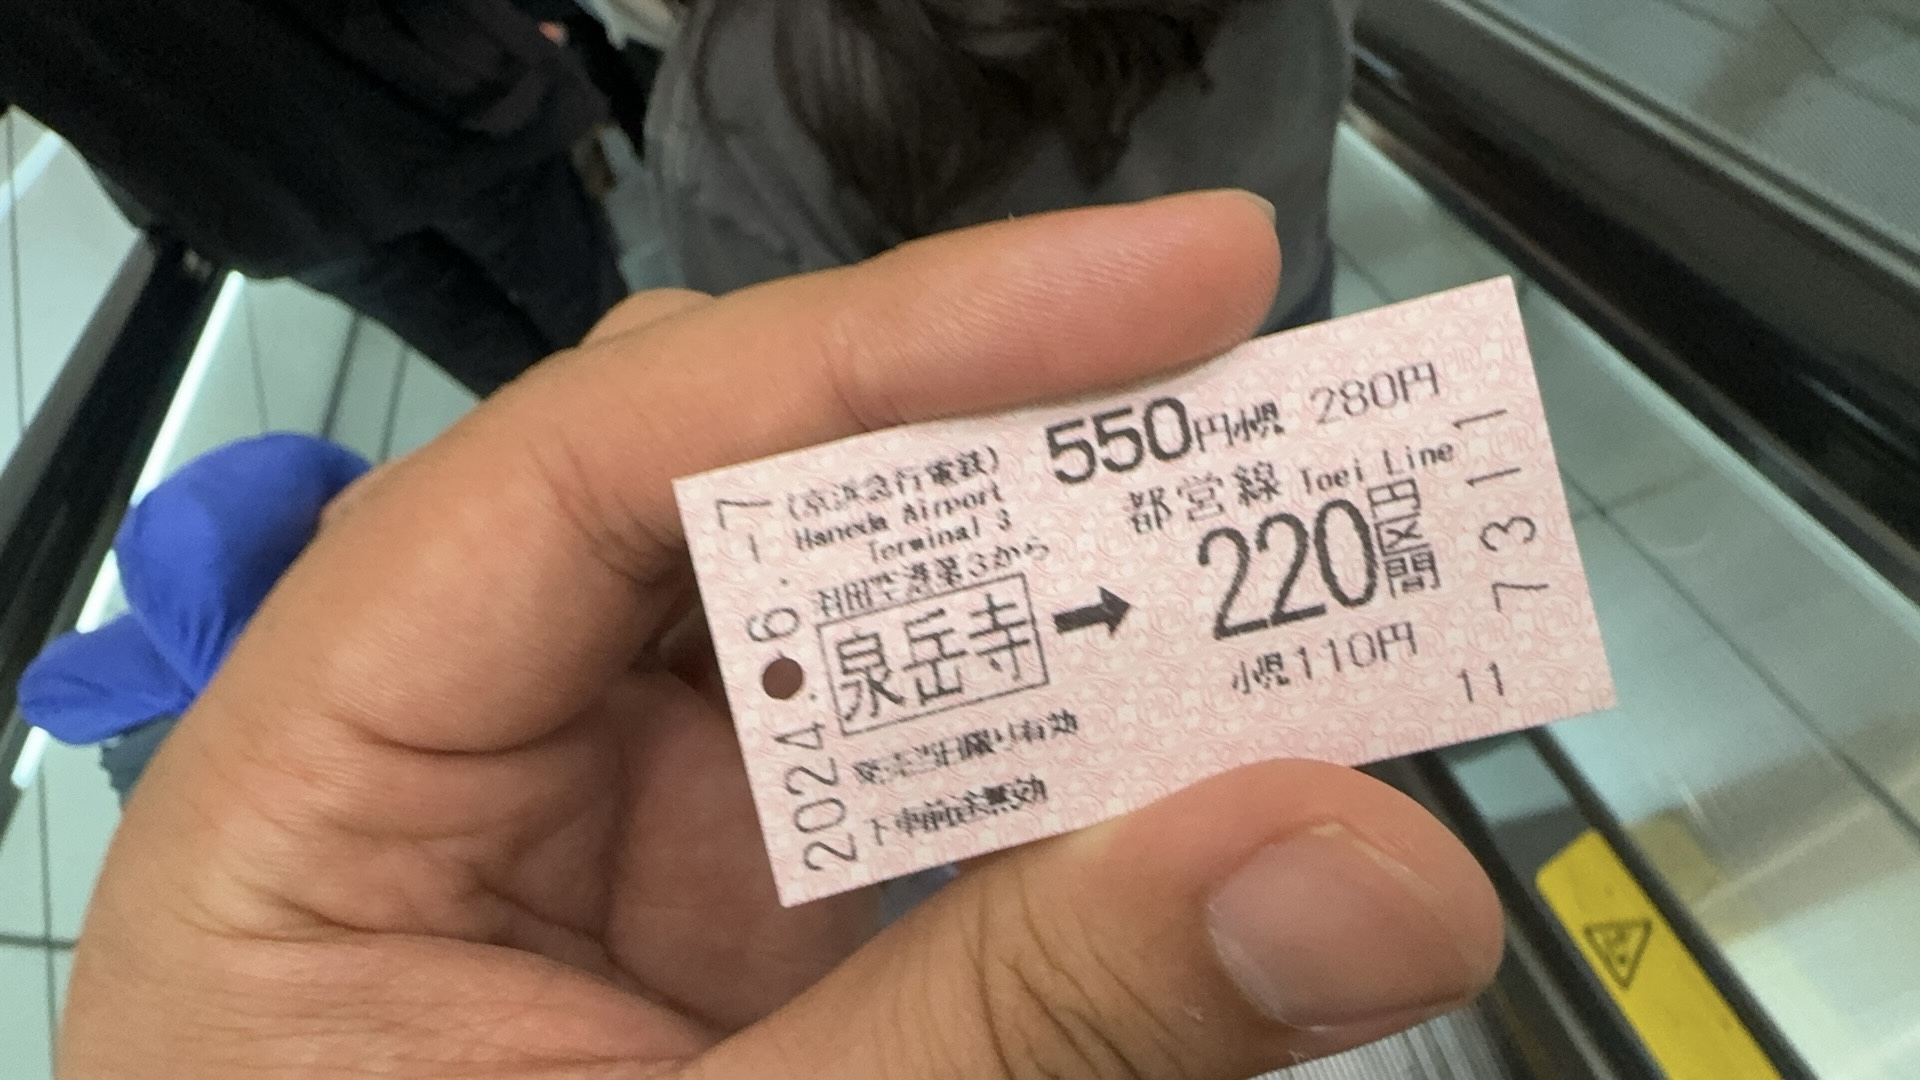 550円小児 280円
(京浜急行電鉄)
Haneda Airport
Terminal 3
羽田空港第3から
泉岳寺
➡
都営線 Toei Line
220円区間
小児110円
発売当日限り有効
下車前途無効
2024.-6.-7
7311
11